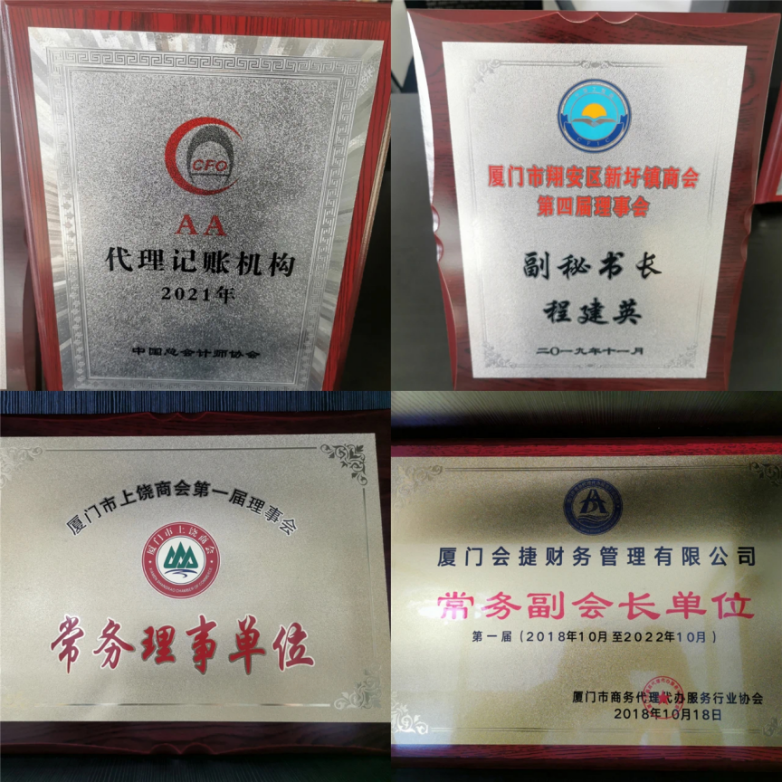 CFO
AA
代理记账机构
2021年
中国总会计师协会
厦门市翔安区新圩镇商会
第四届理事会
副秘书长
程建英
二〇一九年十一月
厦门市上饶商会第一届理事会
厦门市上饶商会
常务理事单位
厦门会捷财务管理有限公司
常务副会长单位
第一届（2018年10月至2022年10月）
厦门市商务代理代办服务行业协会
2018年10月18日